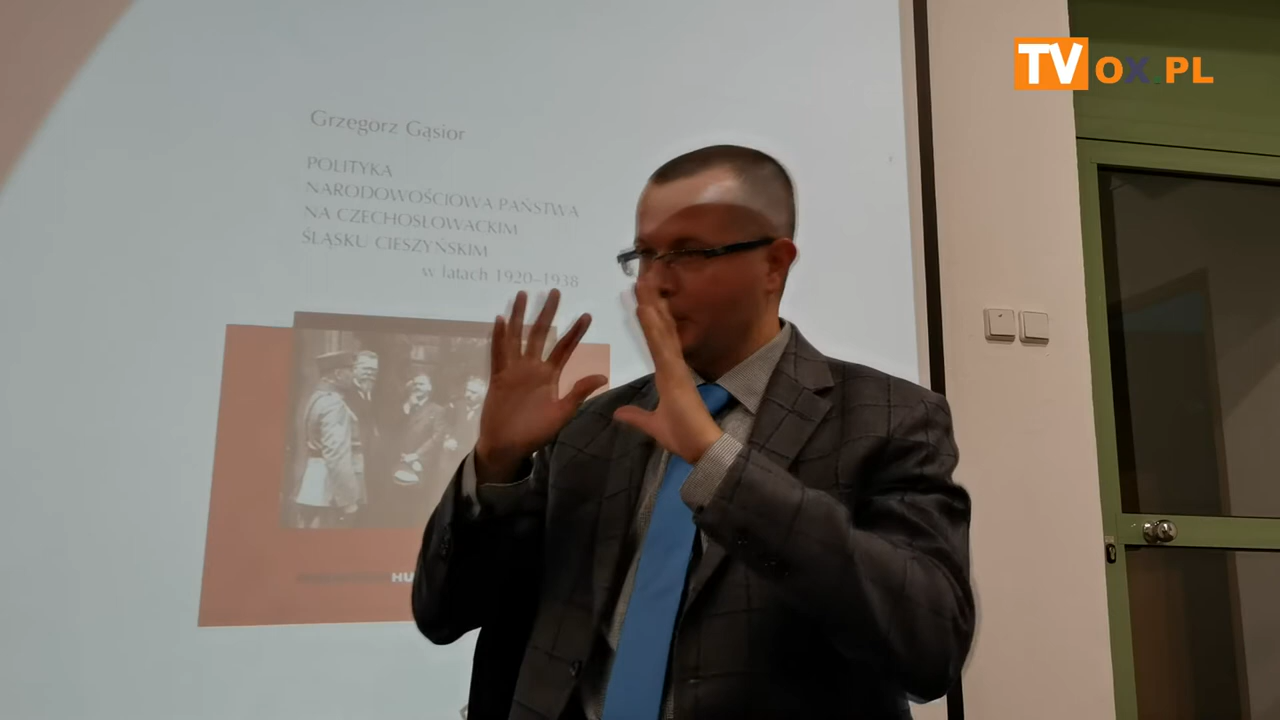 TVOX.PL
Grzegorz Gąsior
POLITYKA
NARODOWOŚCIOWA PAŃSTWA
NA CZECHOSŁOWACKIM
ŚLĄSKU CIESZYŃSKIM
w latach 1920–1938